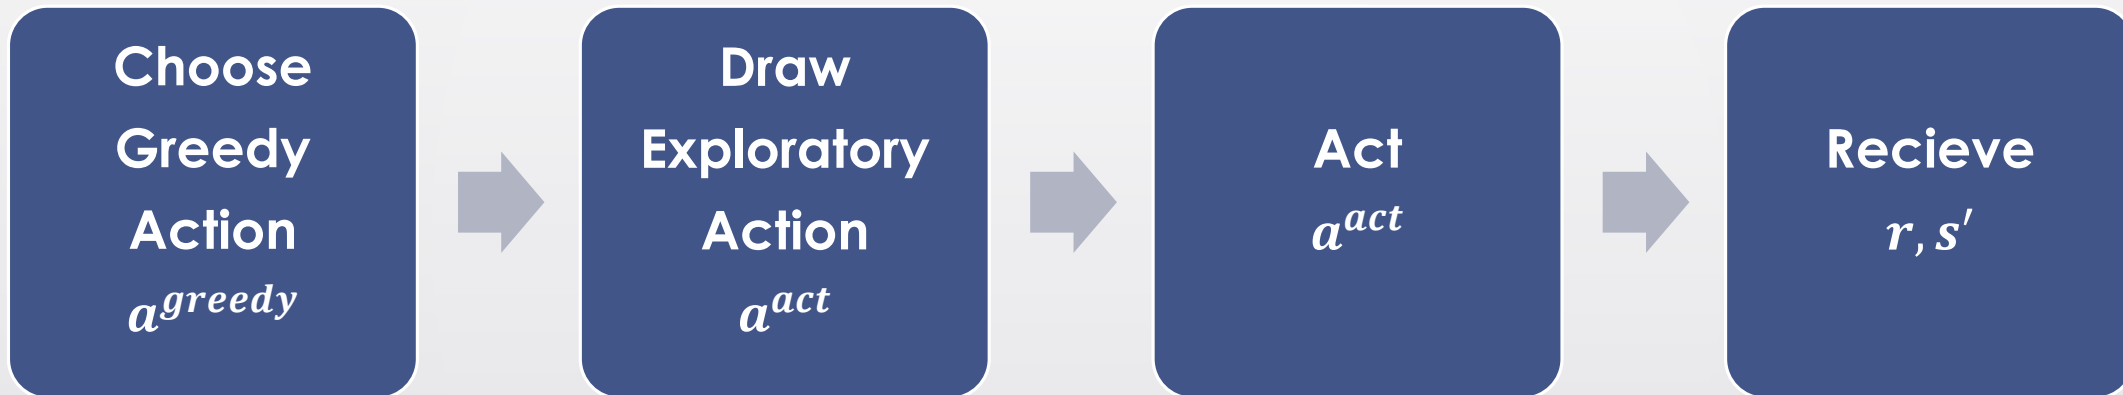 Choose
Greedy
Action
a^greedy
Draw
Exploratory
Action
a^act
Act
a^act
Recieve
r, s′